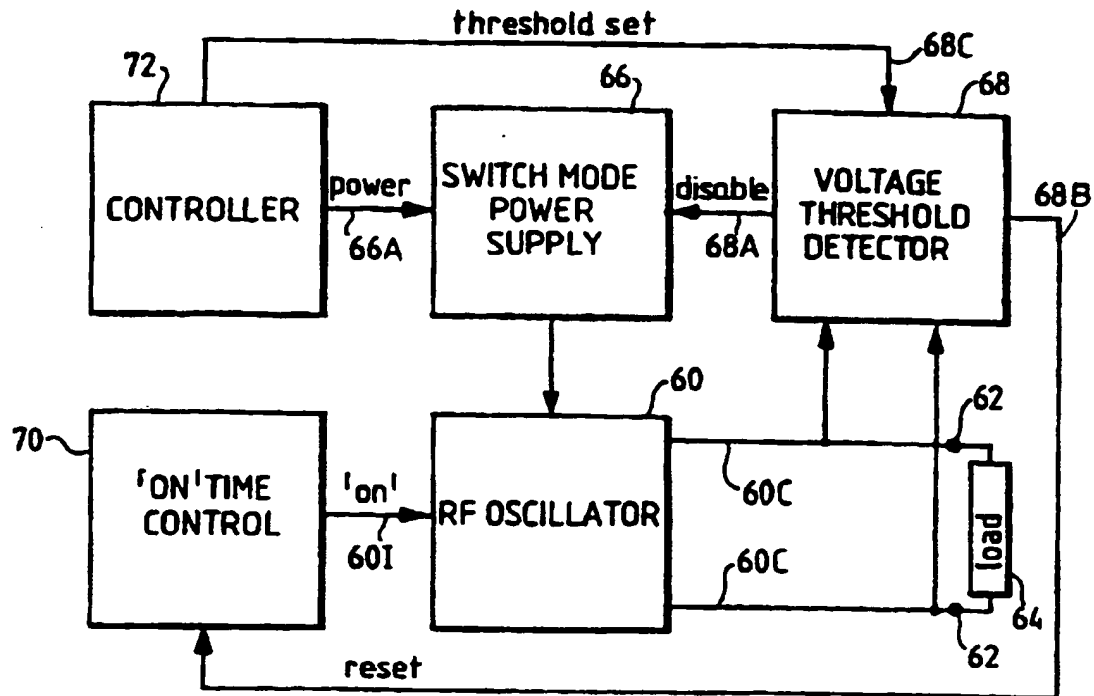 threshold set
68C
72
66
68
CONTROLLER
power
66A
SWITCH MODE
POWER
SUPPLY
disable
68A
VOLTAGE
THRESHOLD
DETECTOR
68B
70
'ON' TIME
CONTROL
'on'
60I
60
RF OSCILLATOR
60C
60C
62
load
64
62
reset